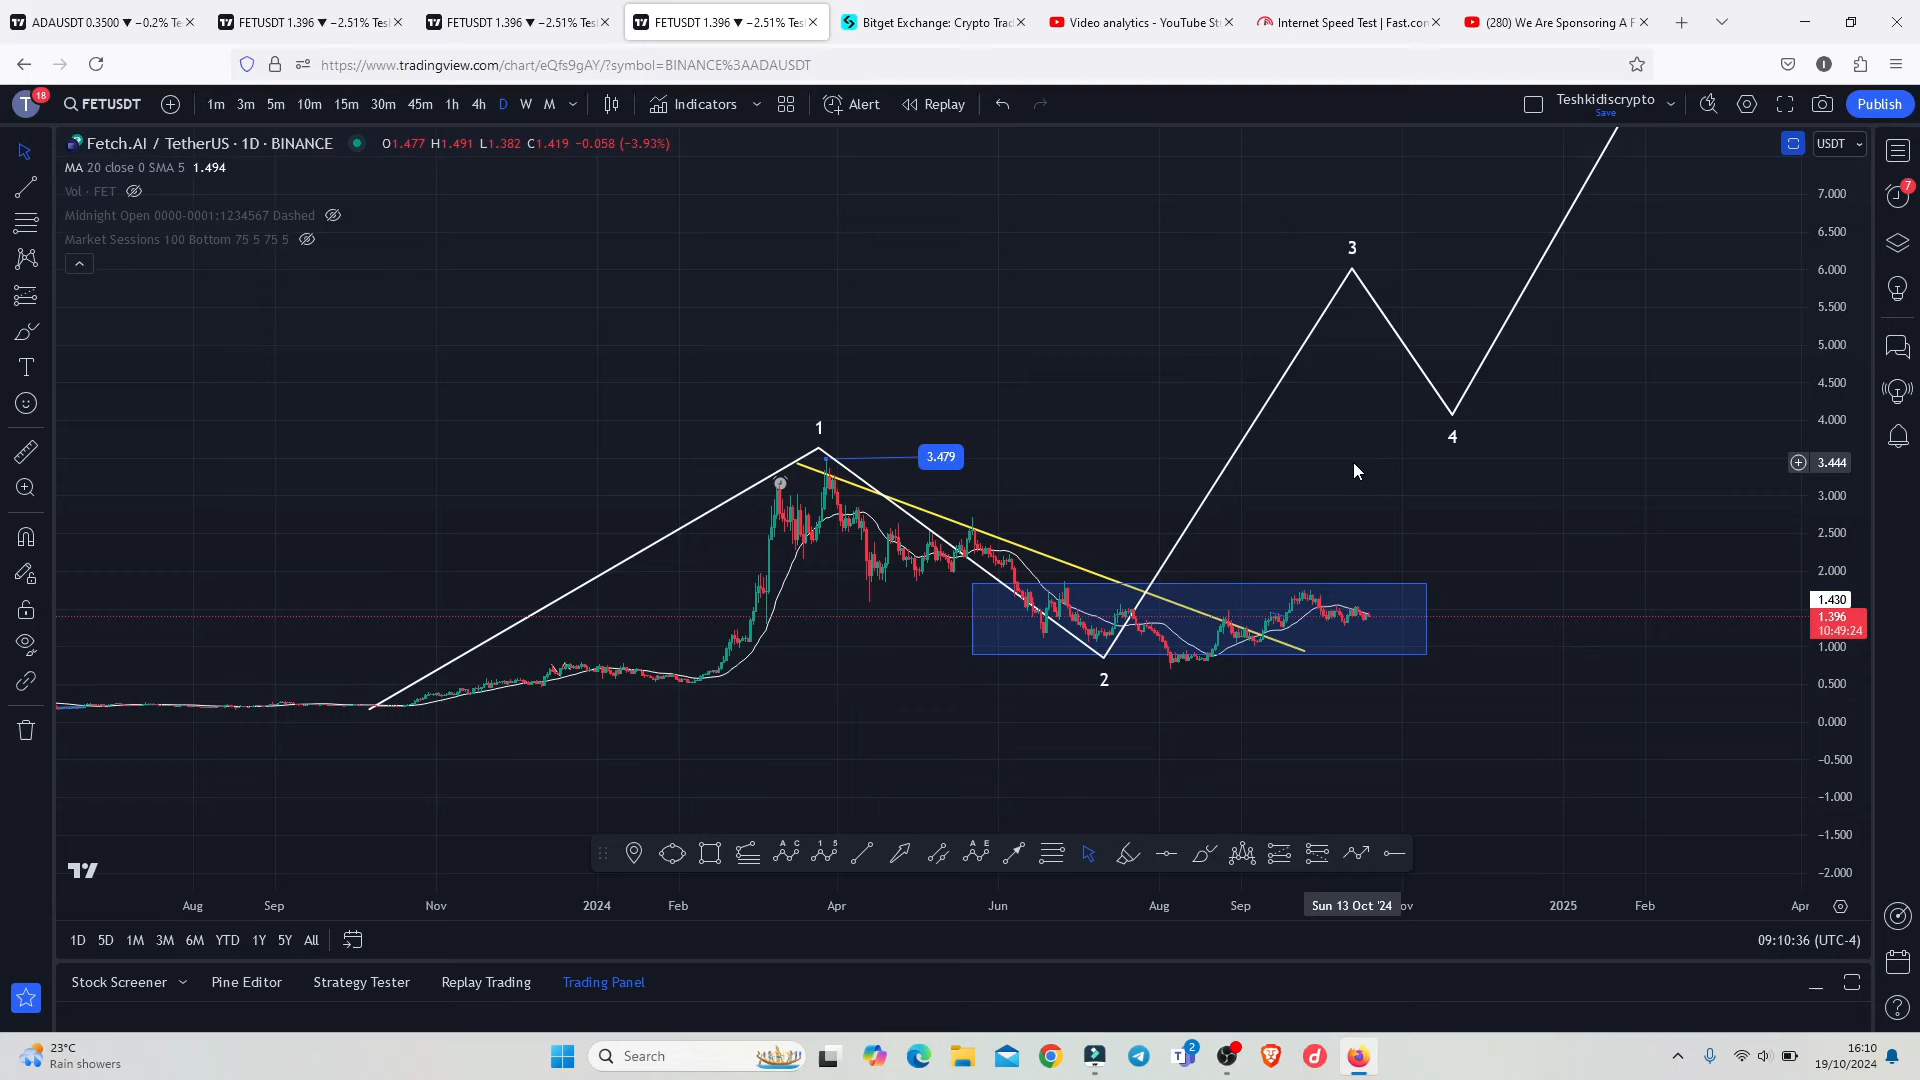 ADAUSDT 0.3500 ▼ −0.2% Te
FETUSDT 1.396 ▼ −2.51% Tes
FETUSDT 1.396 ▼ −2.51% Tes
FETUSDT 1.396 ▼ −2.51% Tes
Bitget Exchange: Crypto Trad
Video analytics - YouTube St
Internet Speed Test | Fast.con
(280) We Are Sponsoring A F
https://www.tradingview.com/chart/eQfs9gAY/?symbol=BINANCE%3AADAUSDT
T 18
FETUSDT
1m 3m 5m 10m 15m 30m 45m 1h 4h D W M
Indicators
Alert
Replay
Teshkidiscrypto
Save
Publish
Fetch.AI / TetherUS · 1D · BINANCE
O1.477 H1.491 L1.382 C1.419 −0.058 (−3.93%)
USDT
MA 20 close 0 SMA 5 1.494
Vol · FET
Midnight Open 0000-0001:1234567 Dashed
Market Sessions 100 Bottom 75 5 75 5
7
7.000
6.500
6.000
5.500
5.000
4.500
4.000
3.444
3.000
2.500
2.000
1.430
1.396
10:49:24
1.000
0.500
0.000
−0.500
−1.000
−1.500
−2.000
1
2
3
4
3.479
Aug Sep Nov 2024 Feb Apr Jun Aug Sep Sun 13 Oct '24 ov 2025 Feb Apr
1D 5D 1M 3M 6M YTD 1Y 5Y All
09:10:36 (UTC-4)
Stock Screener
Pine Editor
Strategy Tester
Replay Trading
Trading Panel
23°C
Rain showers
Search
2
16:10
19/10/2024